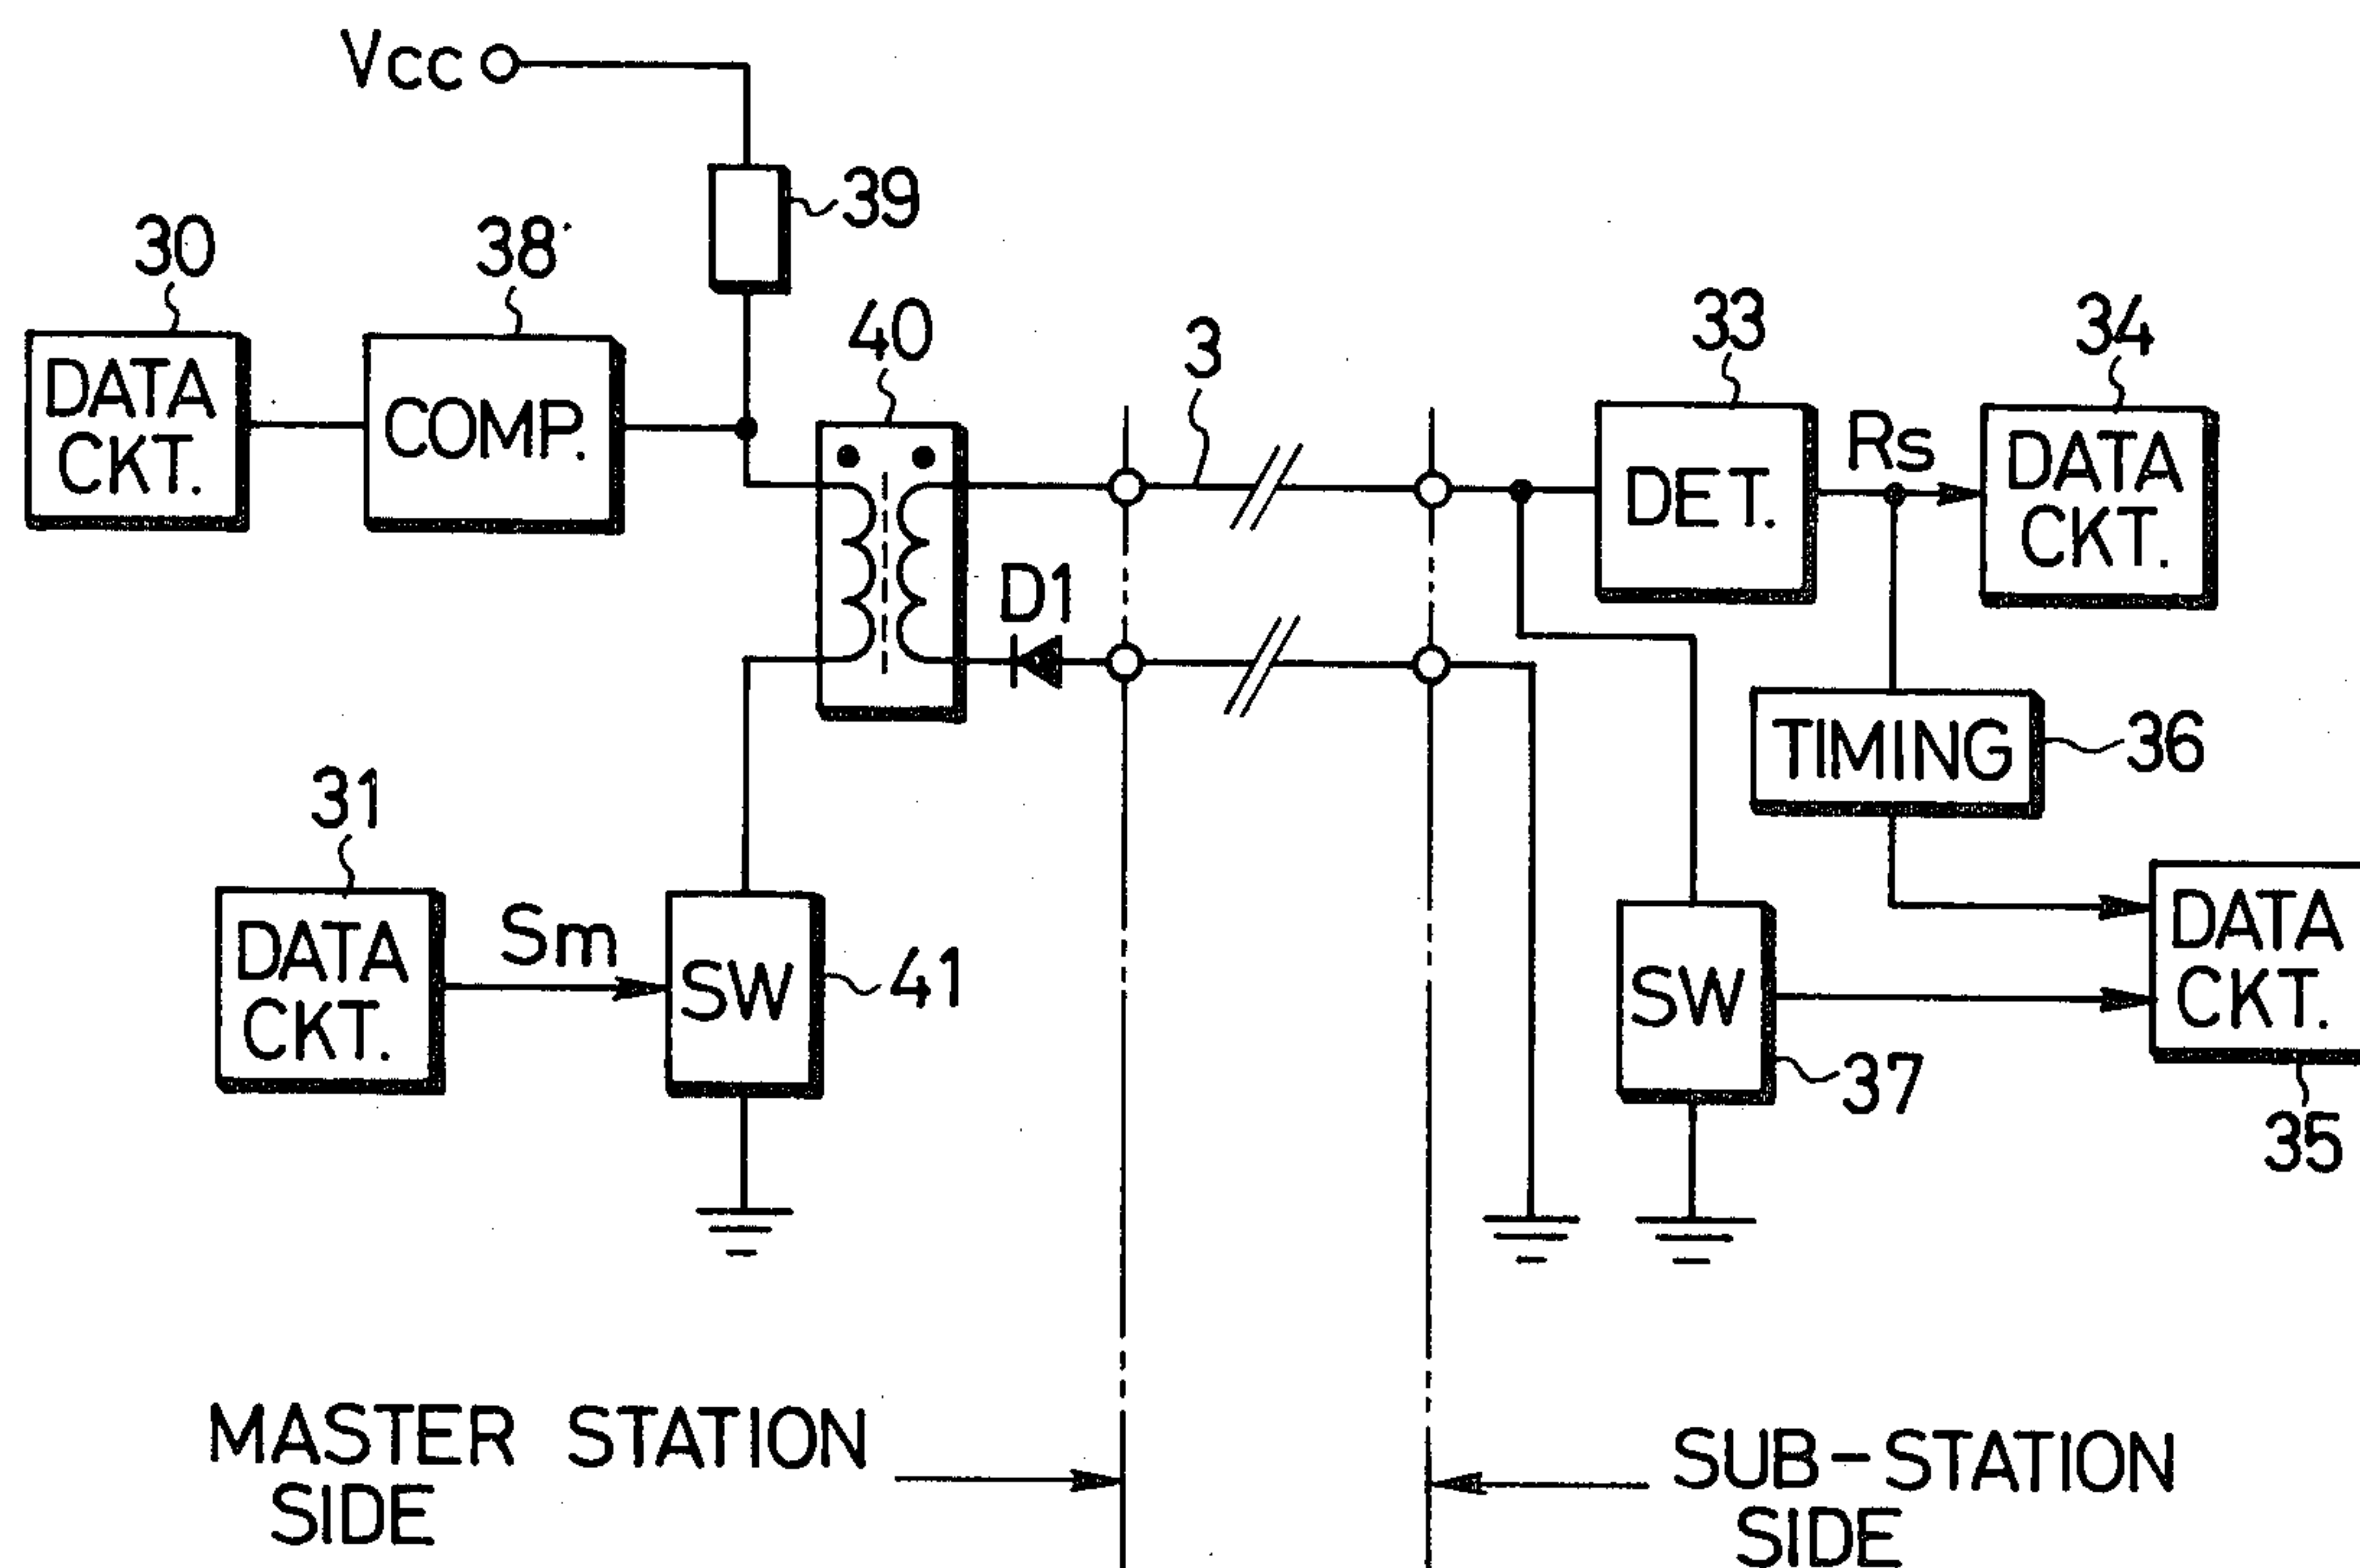 Vcc
39
30
38
40
3
33
34
DATA
CKT.
COMP.
DET.
Rs
DATA
CKT.
D1
TIMING
36
31
DATA
CKT.
Sm
SW
41
SW
37
DATA
CKT.
35
MASTER STATION
SIDE
SUB-STATION
SIDE